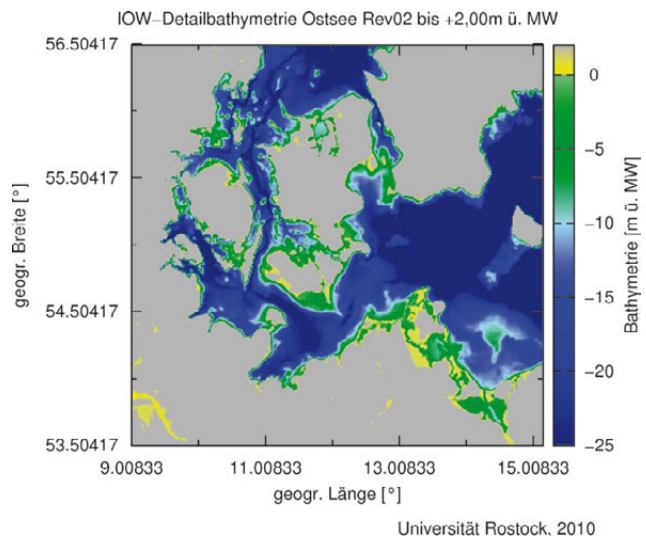 IOW–Detailbathymetrie Ostsee Rev02 bis +2,00m ü. MW
56.50417
55.50417
54.50417
53.50417
geogr. Breite [°]
9.00833
11.00833
13.00833
15.00833
geogr. Länge [°]
0
−5
−10
−15
−20
−25
Bathymetrie [m ü. MW]
Universität Rostock, 2010